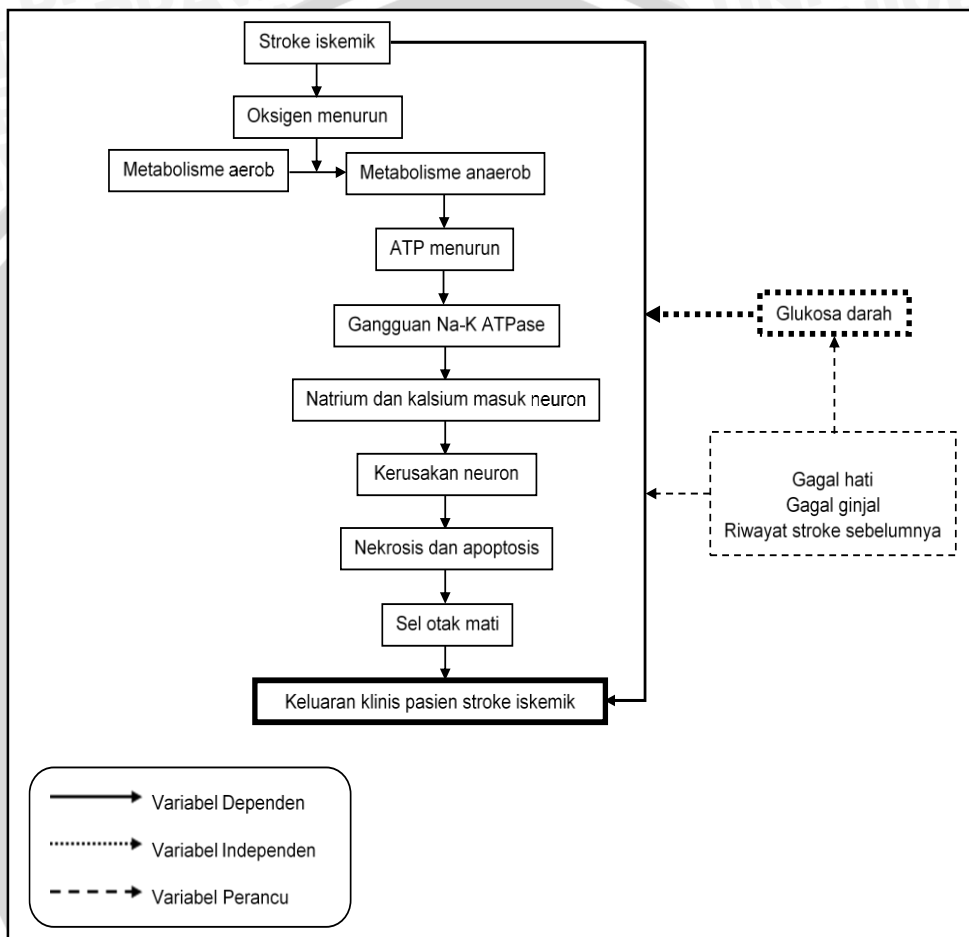 Stroke iskemik
Oksigen menurun
Metabolisme aerob
Metabolisme anaerob
ATP menurun
Gangguan Na-K ATPase
Glukosa darah
Natrium dan kalsium masuk neuron
Kerusakan neuron
Gagal hati
Gagal ginjal
Riwayat stroke sebelumnya
Nekrosis dan apoptosis
Sel otak mati
Keluaran klinis pasien stroke iskemik
Variabel Dependen
Variabel Independen
Variabel Perancu